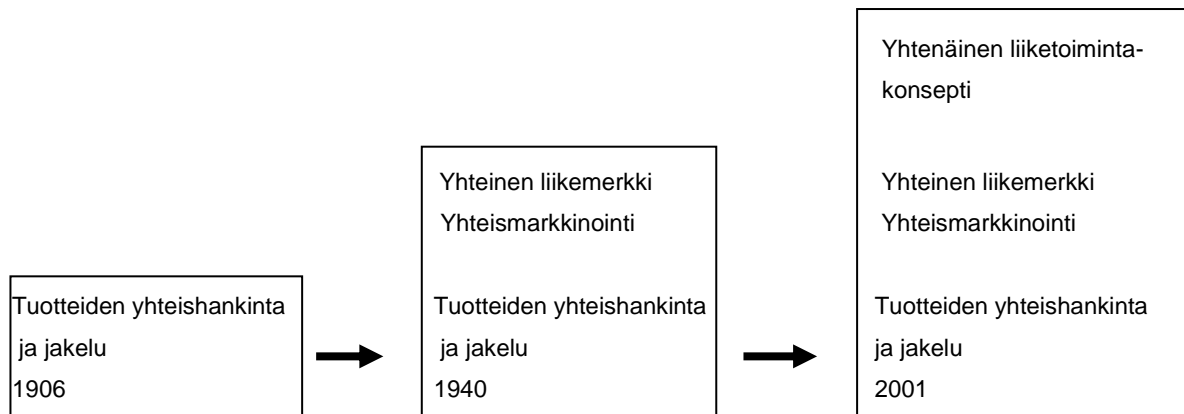 Tuotteiden yhteishankinta
ja jakelu
1906
Yhteinen liikemerkki
Yhteismarkkinointi
Tuotteiden yhteishankinta
ja jakelu
1940
Yhtenäinen liiketoiminta-
konsepti
Yhteinen liikemerkki
Yhteismarkkinointi
Tuotteiden yhteishankinta
ja jakelu
2001